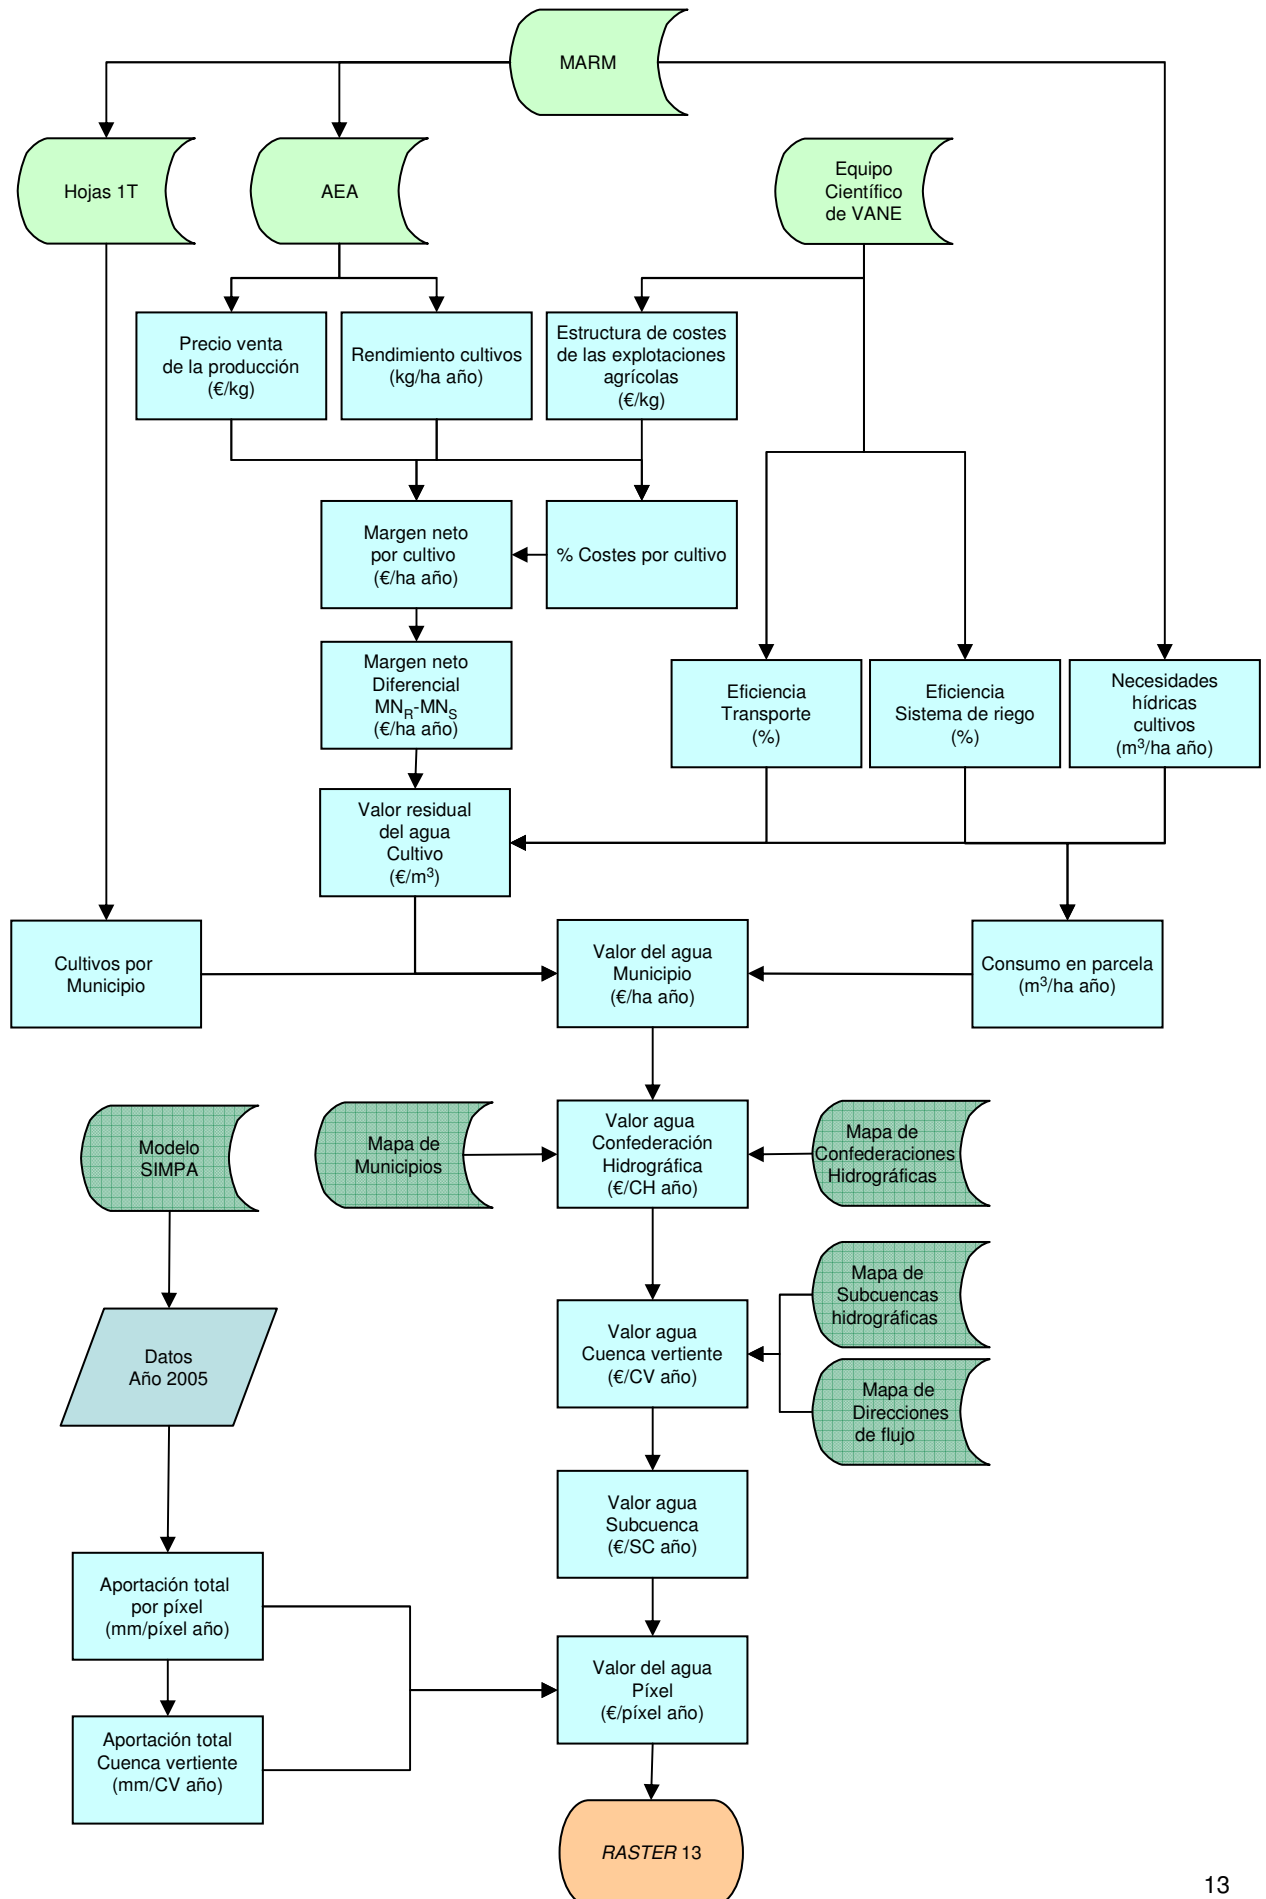 MARM
Hojas 1T
AEA
Equipo
Científico
de VANE
Precio venta
de la producción
(€/kg)
Rendimiento cultivos
(kg/ha año)
Estructura de costes
de las explotaciones
agrícolas
(€/kg)
Margen neto
por cultivo
(€/ha año)
% Costes por cultivo
Margen neto
Diferencial
MN_R-MN_S
(€/ha año)
Eficiencia
Transporte
(%)
Eficiencia
Sistema de riego
(%)
Necesidades
hídricas
cultivos
(m³/ha año)
Valor residual
del agua
Cultivo
(€/m³)
Cultivos por
Municipio
Valor del agua
Municipio
(€/ha año)
Consumo en parcela
(m³/ha año)
Modelo
SIMPA
Mapa de
Municipios
Valor agua
Confederación
Hidrográfica
(€/CH año)
Mapa de
Confederaciones
Hidrográficas
Mapa de
Subcuencas
hidrográficas
Datos
Año 2005
Valor agua
Cuenca vertiente
(€/CV año)
Mapa de
Direcciones
de flujo
Valor agua
Subcuenca
(€/SC año)
Aportación total
por píxel
(mm/píxel año)
Valor del agua
Píxel
(€/píxel año)
Aportación total
Cuenca vertiente
(mm/CV año)
RASTER 13
13